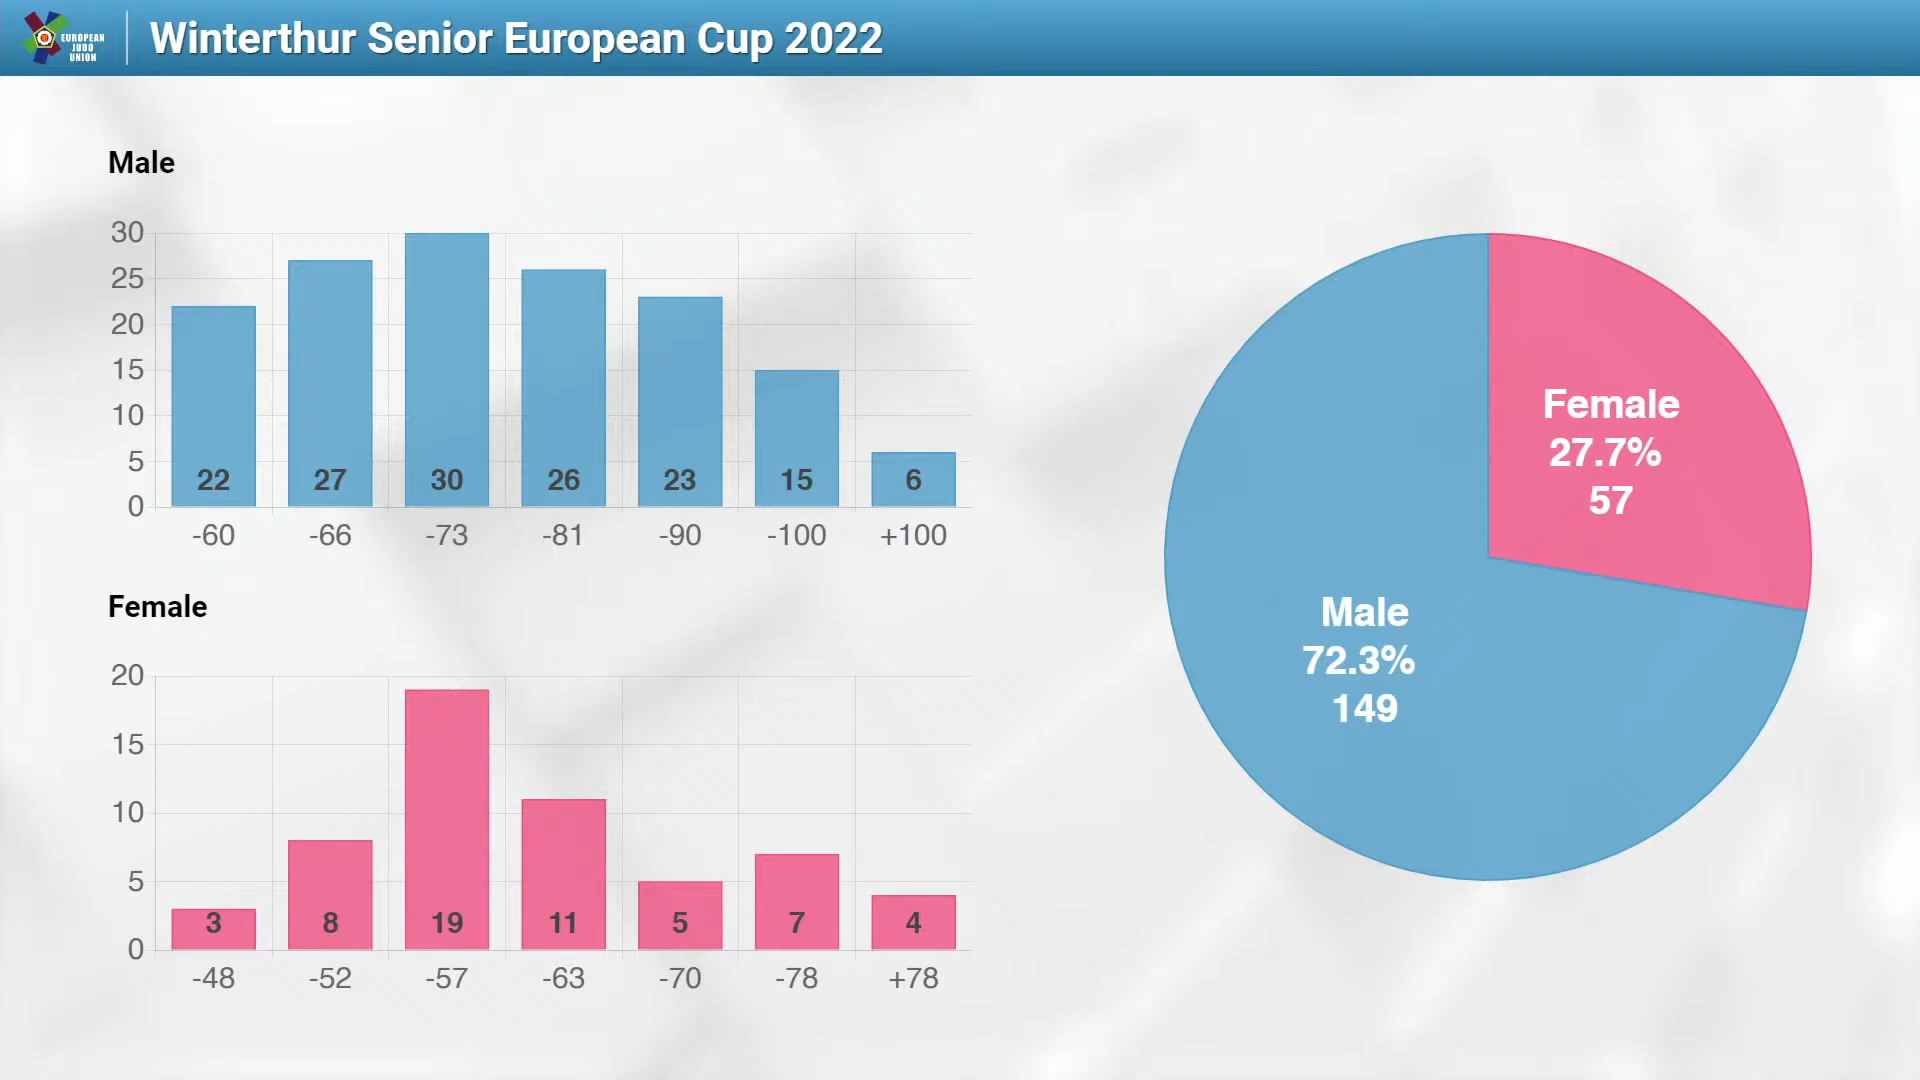 EUROPEAN
JUDO
UNION
Winterthur Senior European Cup 2022
Male
30
25
20
15
10
5
0
22 27 30 26 23 15 6
-60 -66 -73 -81 -90 -100 +100
Female
20
15
10
5
0
3 8 19 11 5 7 4
-48 -52 -57 -63 -70 -78 +78
Female
27.7%
57
Male
72.3%
149